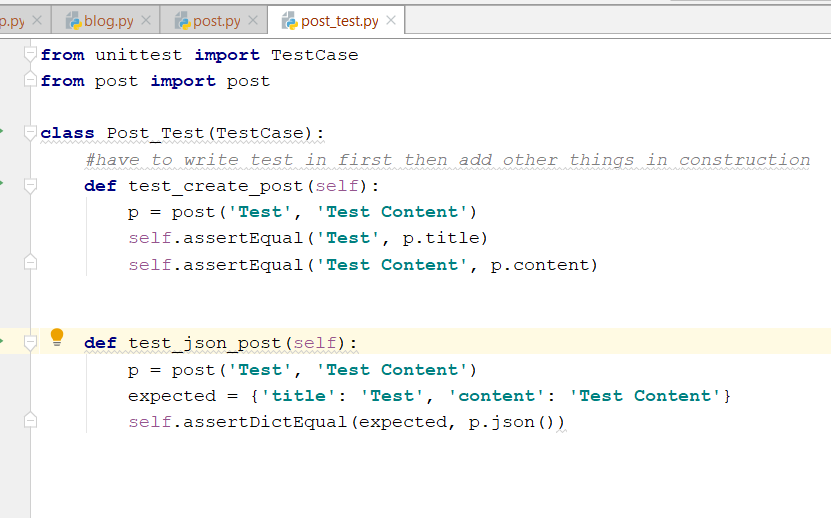 p.py blog.py post.py post_test.py
from unittest import TestCase
from post import post
class Post_Test(TestCase):
#have to write test in first then add other things in construction
def test_create_post(self):
p = post('Test', 'Test Content')
self.assertEqual('Test', p.title)
self.assertEqual('Test Content', p.content)
def test_json_post(self):
p = post('Test', 'Test Content')
expected = {'title': 'Test', 'content': 'Test Content'}
self.assertDictEqual(expected, p.json())